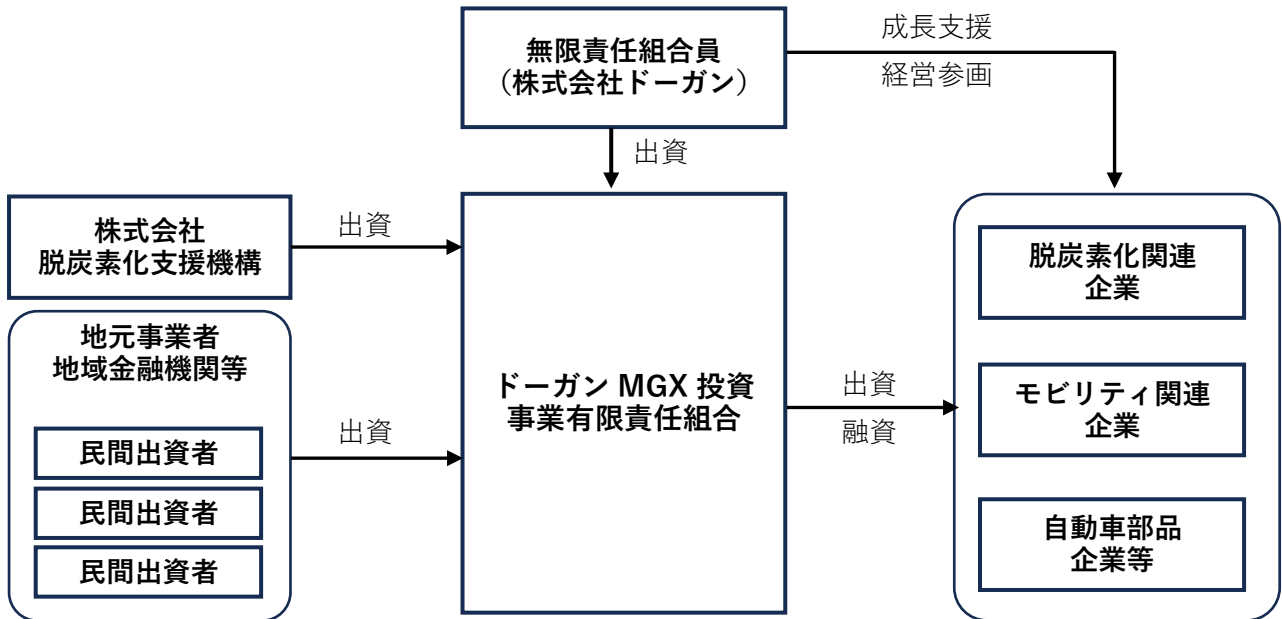 無限責任組合員
（株式会社ドーガン）
成長支援
経営参画
出資
株式会社
脱炭素化支援機構
出資
地元事業者
地域金融機関等
民間出資者
民間出資者
民間出資者
出資
ドーガン MGX 投資
事業有限責任組合
出資
融資
脱炭素化関連
企業
モビリティ関連
企業
自動車部品
企業等